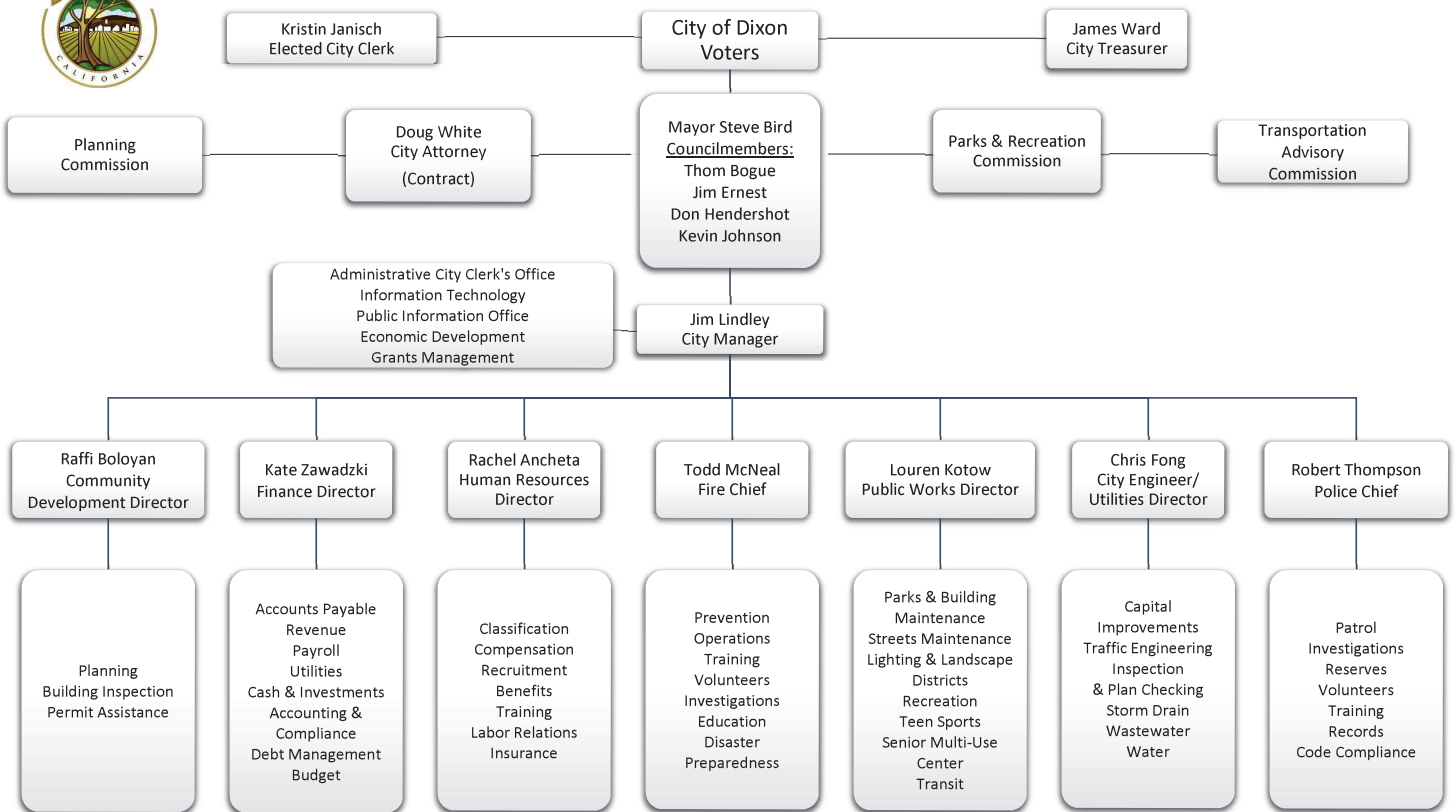 CALIFORNIA
Kristin Janisch
Elected City Clerk
City of Dixon
Voters
James Ward
City Treasurer
Planning
Commission
Doug White
City Attorney
(Contract)
Mayor Steve Bird
Councilmembers:
Thom Bogue
Jim Ernest
Don Hendershot
Kevin Johnson
Parks & Recreation
Commission
Transportation
Advisory
Commission
Administrative City Clerk's Office
Information Technology
Public Information Office
Economic Development
Grants Management
Jim Lindley
City Manager
Raffi Boloyan
Community
Development Director
Kate Zawadzki
Finance Director
Rachel Ancheta
Human Resources
Director
Todd McNeal
Fire Chief
Louren Kotow
Public Works Director
Chris Fong
City Engineer/
Utilities Director
Robert Thompson
Police Chief
Planning
Building Inspection
Permit Assistance
Accounts Payable
Revenue
Payroll
Utilities
Cash & Investments
Accounting &
Compliance
Debt Management
Budget
Classification
Compensation
Recruitment
Benefits
Training
Labor Relations
Insurance
Prevention
Operations
Training
Volunteers
Investigations
Education
Disaster
Preparedness
Parks & Building
Maintenance
Streets Maintenance
Lighting & Landscape
Districts
Recreation
Teen Sports
Senior Multi-Use
Center
Transit
Capital
Improvements
Traffic Engineering
Inspection
& Plan Checking
Storm Drain
Wastewater
Water
Patrol
Investigations
Reserves
Volunteers
Training
Records
Code Compliance